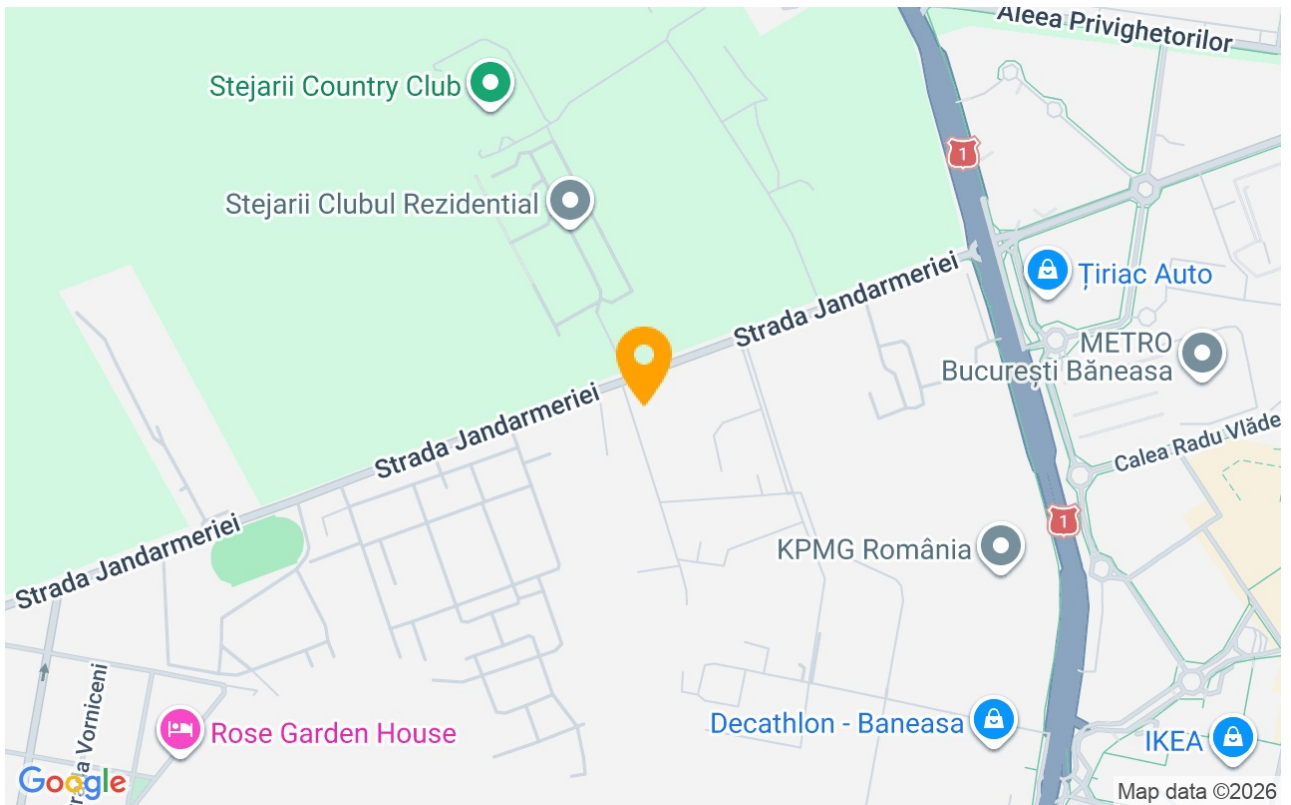 Aleea Privighetorilor
Stejarii Country Club
1
Stejarii Clubul Rezidential
Strada Jandarmeriei
Țiriac Auto
METRO
București Băneasa
Strada Jandarmeriei
Calea Radu Vlăde
Strada Jandarmeriei
1
KPMG România
Vorniceni
Rose Garden House
Decathlon - Baneasa
IKEA
Google
Map data ©2026